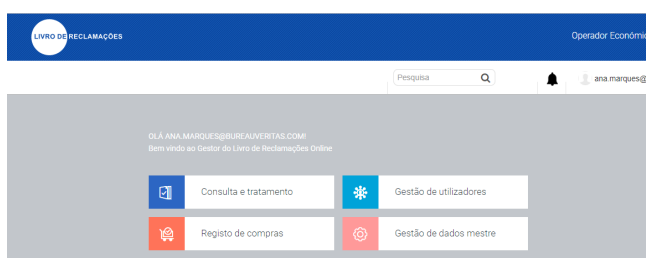 LIVRO DE RECLAMAÇÕES
Operador Económic
Pesquisa
ana.marques@
OLÁ ANA.MARQUES@BUREAUVERITAS.COM!
Bem vindo ao Gestor do Livro de Reclamações Online
Consulta e tratamento
Gestão de utilizadores
Registo de compras
Gestão de dados mestre